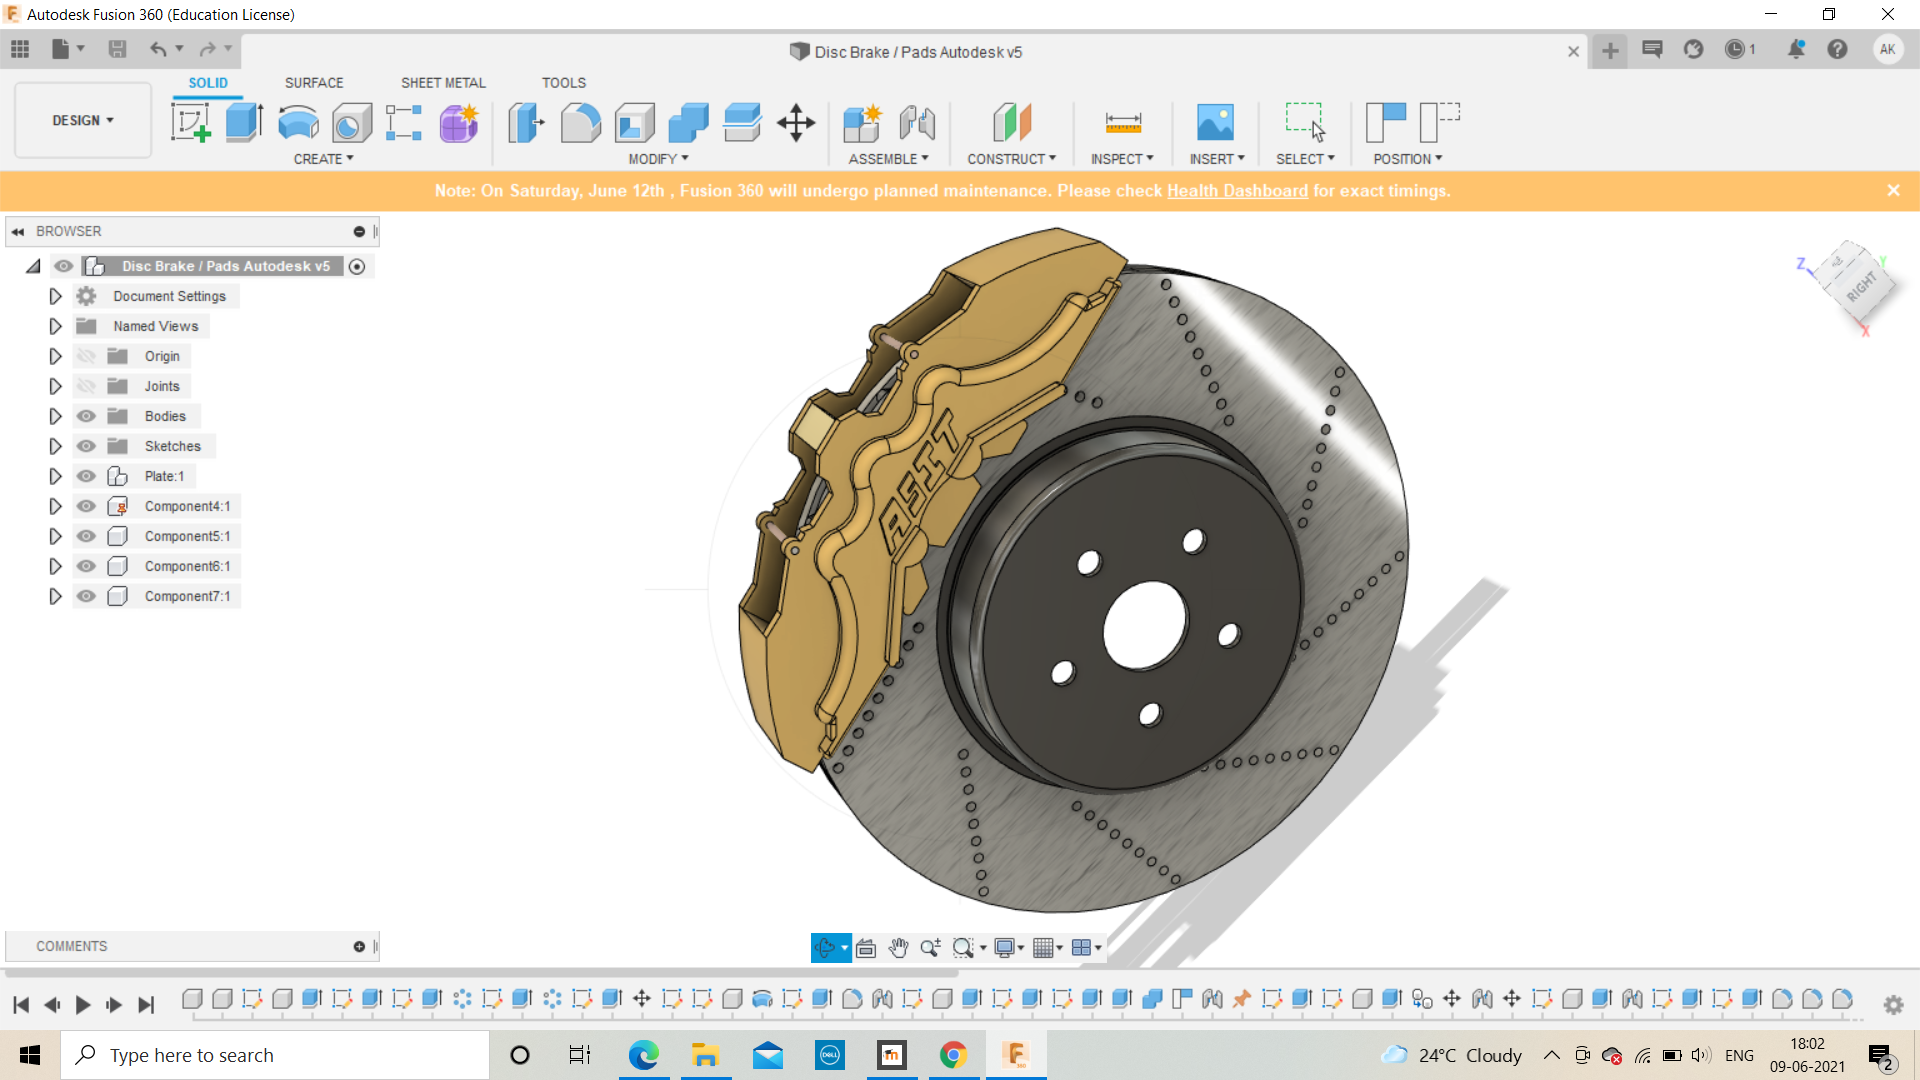 Autodesk Fusion 360 (Education License)
Disc Brake / Pads Autodesk v5
1
AK
DESIGN
SOLID
SURFACE
SHEET METAL
TOOLS
CREATE
MODIFY
ASSEMBLE
CONSTRUCT
INSPECT
INSERT
SELECT
POSITION
Note: On Saturday, June 12th , Fusion 360 will undergo planned maintenance. Please check Health Dashboard for exact timings.
BROWSER
Disc Brake / Pads Autodesk v5
Document Settings
Named Views
Origin
Joints
Bodies
Sketches
Plate:1
Component4:1
Component5:1
Component6:1
Component7:1
ASIT
Z
Y
RIGHT
X
COMMENTS
Type here to search
DELL
m
F
360
24°C Cloudy
ENG
18:02
09-06-2021
2